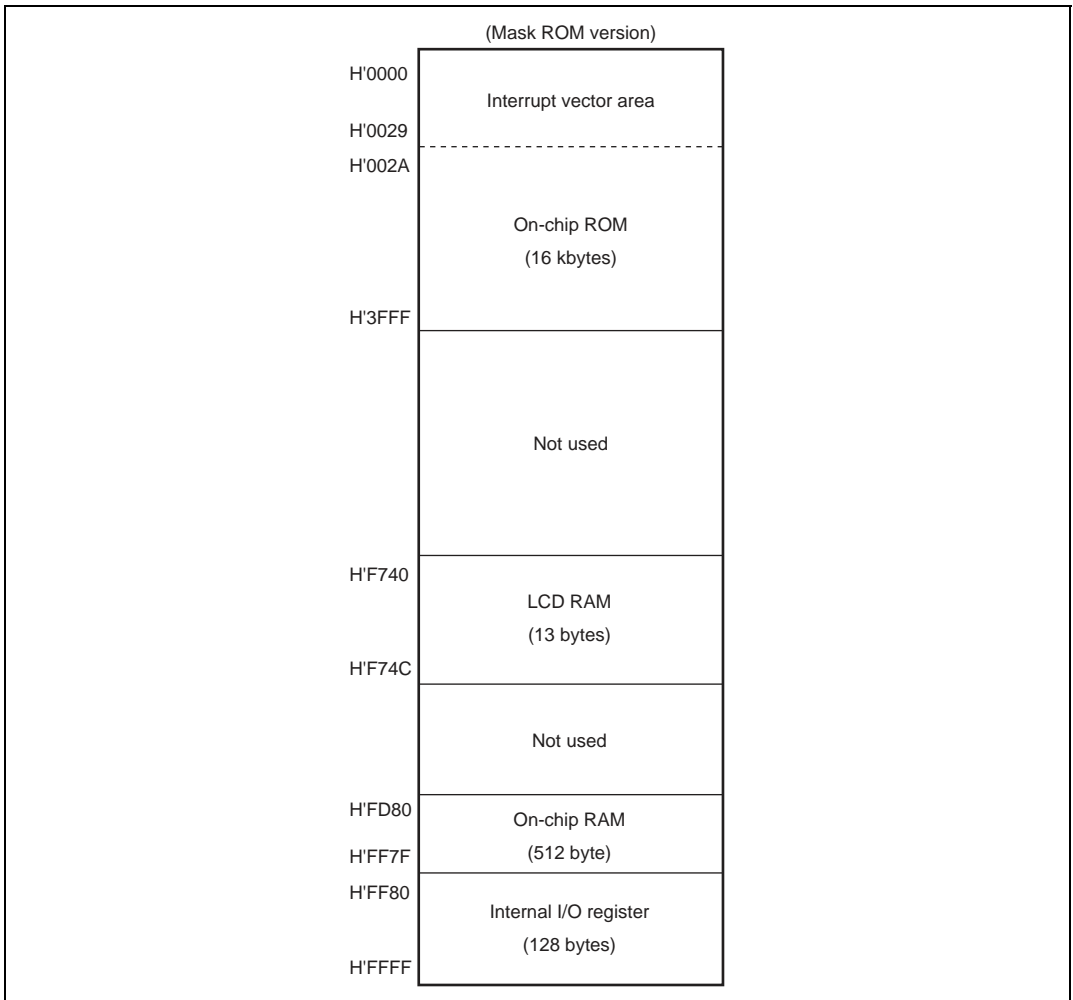 (Mask ROM version)
H'0000
Interrupt vector area
H'0029
H'002A
On-chip ROM
(16 kbytes)
H'3FFF
Not used
H'F740
LCD RAM
(13 bytes)
H'F74C
Not used
H'FD80
On-chip RAM
(512 byte)
H'FF7F
H'FF80
Internal I/O register
(128 bytes)
H'FFFF